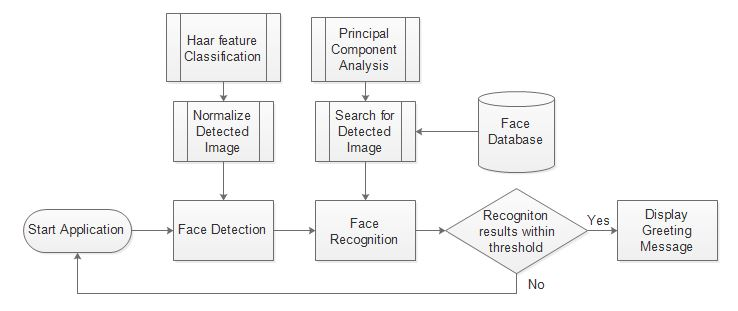 Haar feature
Classification
Principal
Component
Analysis
Normalize
Detected
Image
Search for
Detected
Image
Face
Database
Start Application
Face Detection
Face
Recognition
Recogniton
results within
threshold
Yes
Display
Greeting
Message
No